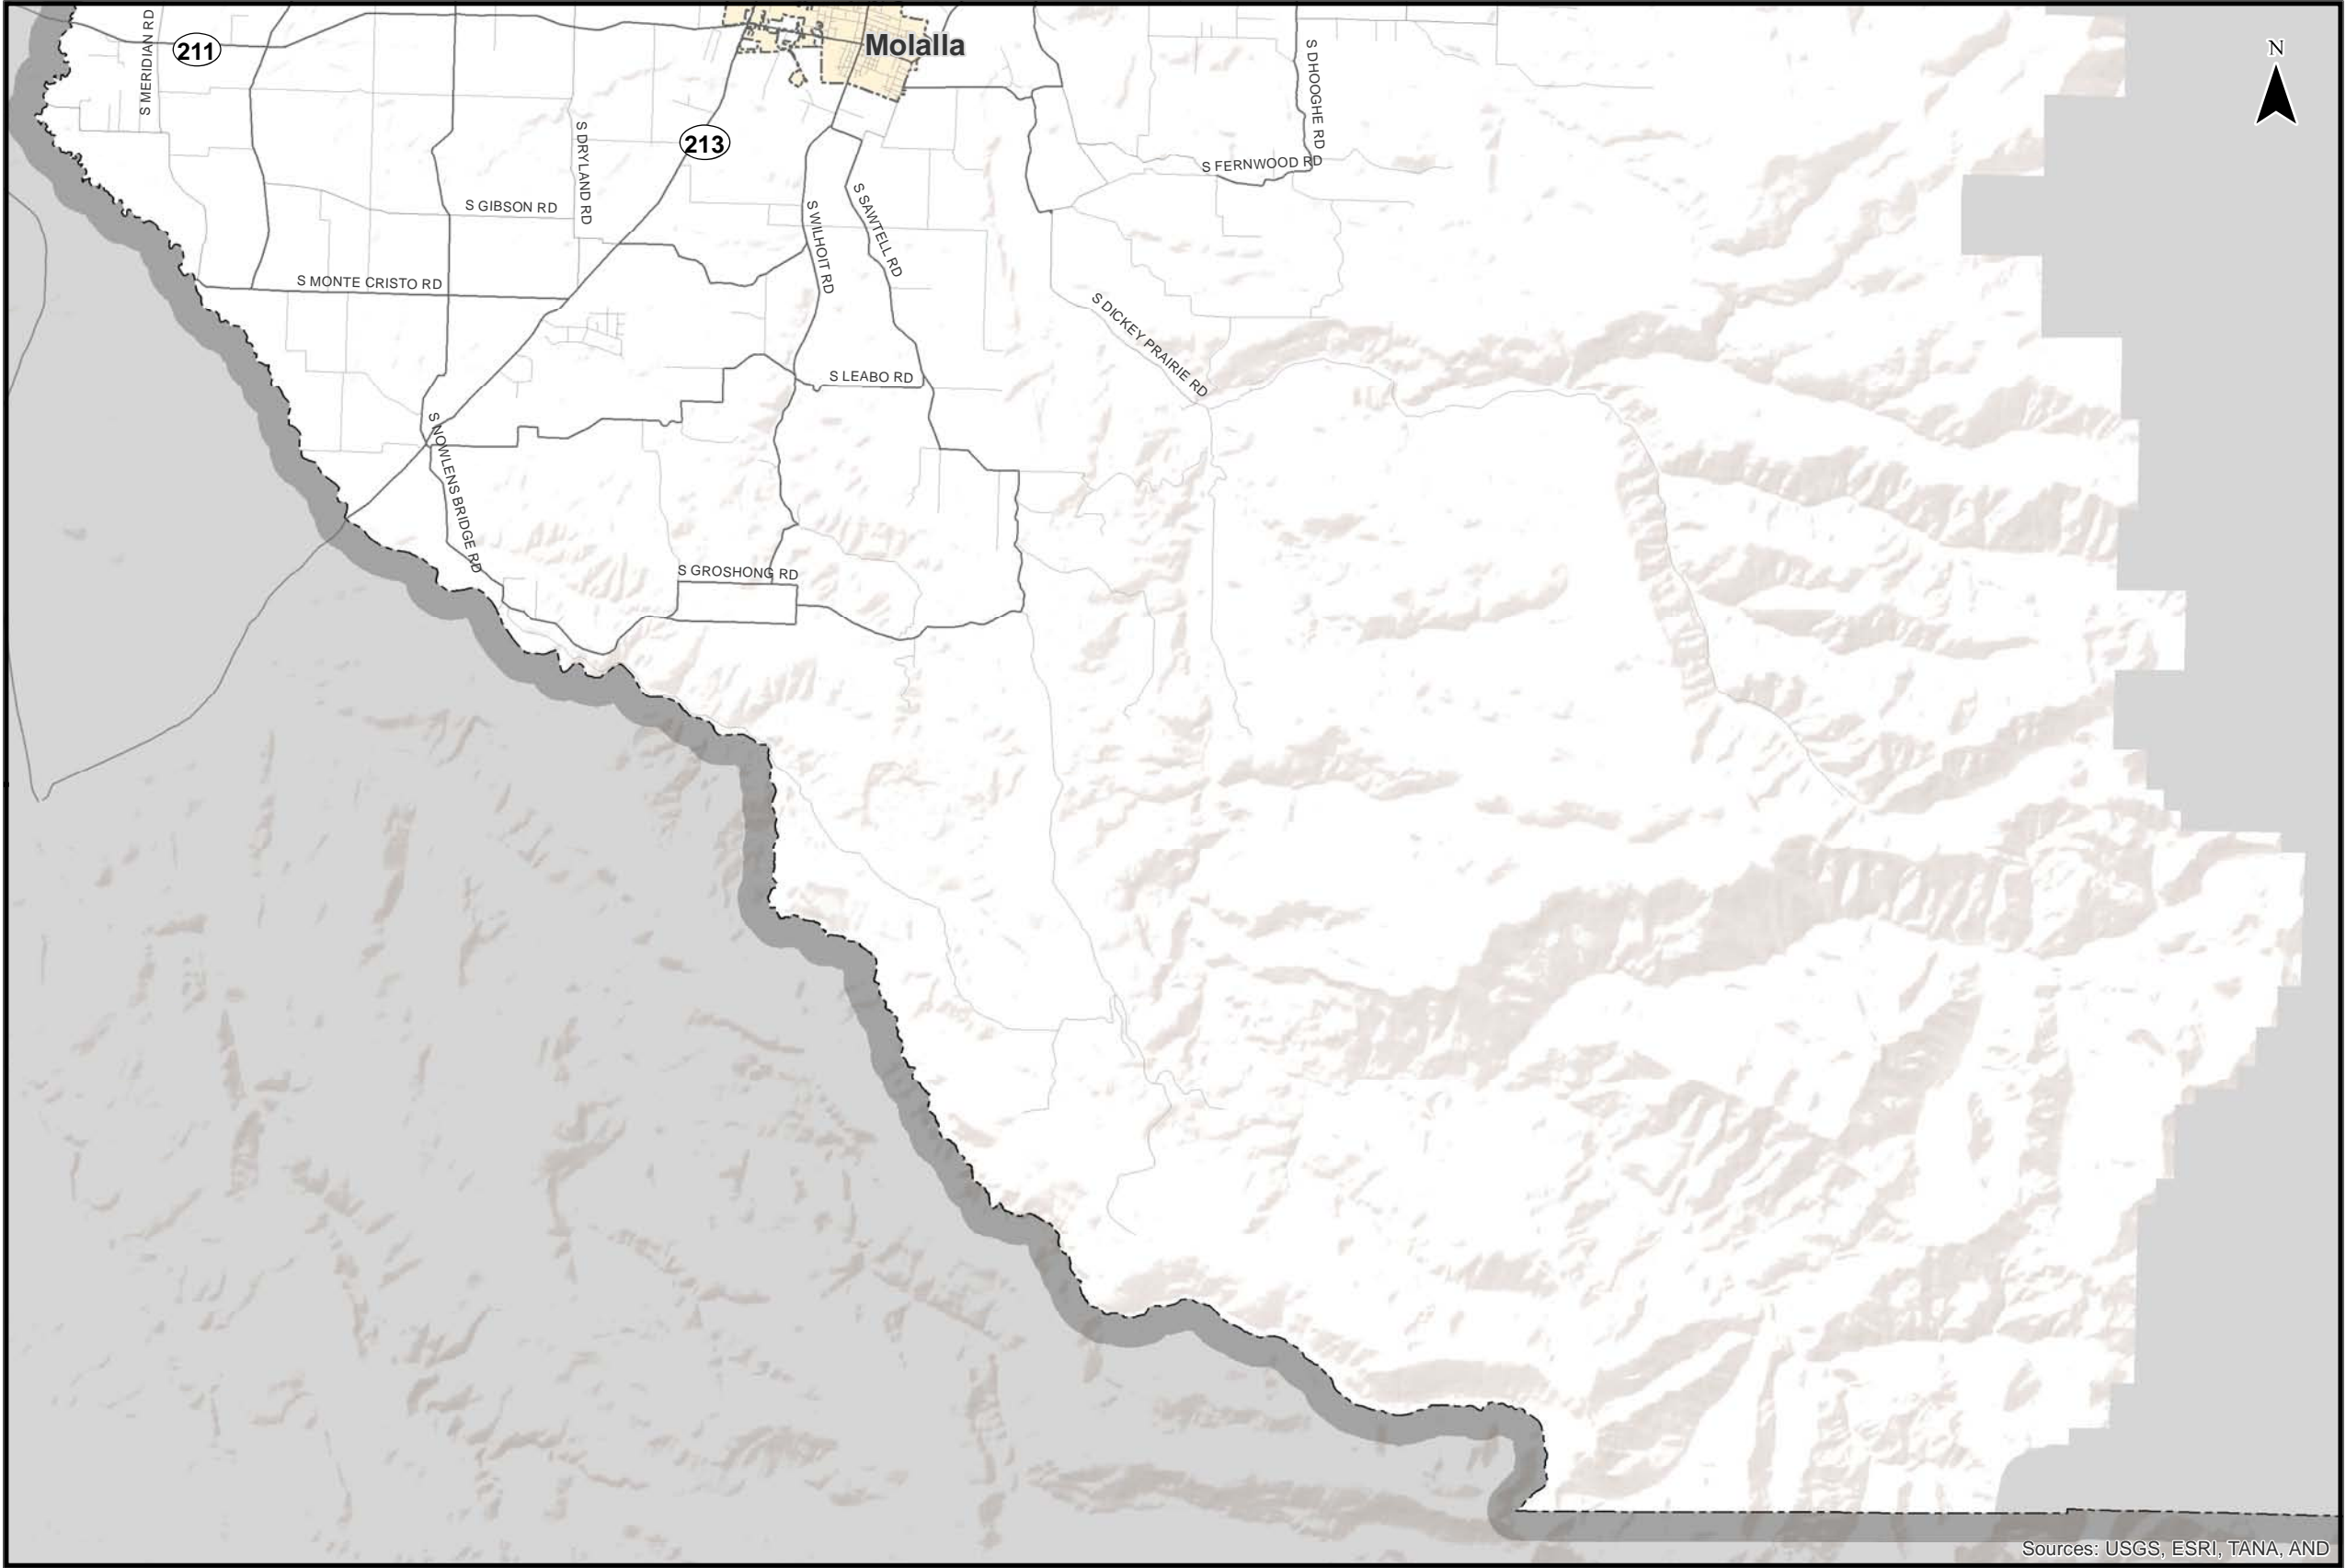 Molalla
N
211
S MERIDIAN RD
213
S DRYLAND RD
S DHOOGHE RD
S FERNWOOD RD
S GIBSON RD
S WILHOIT RD
S SAWTELL RD
S MONTE CRISTO RD
S DICKEY PRAIRIE RD
S LEABO RD
S NOWLENS BRIDGE RD
S GROSHONG RD
Sources: USGS, ESRI, TANA, AND